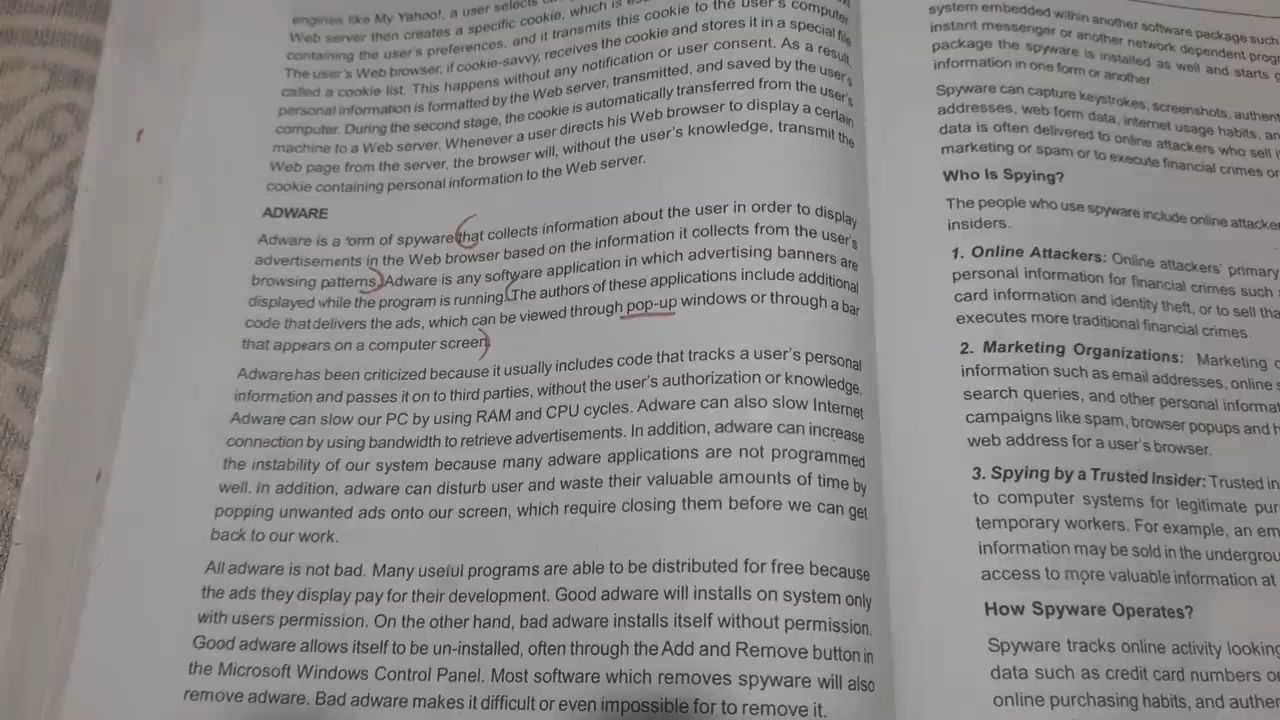 engines like My Yahoo!, a user selects
Web server then creates a specific cookie, which is
containing the user's preferences, and it transmits this cookie to the user's computer
The user's Web browser, if cookie-savvy, receives the cookie and stores it in a special file
called a cookie list. This happens without any notification or user consent. As a result,
personal information is formatted by the Web server, transmitted, and saved by the user's
computer. During the second stage, the cookie is automatically transferred from the user's
machine to a Web server. Whenever a user directs his Web browser to display a certain
Web page from the server, the browser will, without the user's knowledge, transmit the
cookie containing personal information to the Web server.
ADWARE
Adware is a form of spyware that collects information about the user in order to display
advertisements in the Web browser based on the information it collects from the user's
browsing patterns. Adware is any software application in which advertising banners are
displayed while the program is running. The authors of these applications include additional
code that delivers the ads, which can be viewed through pop-up windows or through a bar
that appears on a computer screen.
Adware has been criticized because it usually includes code that tracks a user's personal
information and passes it on to third parties, without the user's authorization or knowledge.
Adware can slow our PC by using RAM and CPU cycles. Adware can also slow Internet
connection by using bandwidth to retrieve advertisements. In addition, adware can increase
the instability of our system because many adware applications are not programmed
well. In addition, adware can disturb user and waste their valuable amounts of time by
popping unwanted ads onto our screen, which require closing them before we can get
back to our work.
All adware is not bad. Many useful programs are able to be distributed for free because
the ads they display pay for their development. Good adware will installs on system only
with users permission. On the other hand, bad adware installs itself without permission.
Good adware allows itself to be un-installed, often through the Add and Remove button in
the Microsoft Windows Control Panel. Most software which removes spyware will also
remove adware. Bad adware makes it difficult or even impossible for to remove it.
system embedded within another software package such
instant messenger or another network dependent
package the spyware is installed as well and starts
information in one form or another.
Spyware can capture keystrokes, screenshots,
addresses, web form data, internet usage habits,
data is often delivered to online attackers who sell
marketing or spam or to execute financial crimes or
Who Is Spying?
The people who use spyware include online
insiders.
1. Online Attackers: Online attackers' primary
personal information for financial crimes such
card information and identity theft, or to sell
executes more traditional financial crimes.
2. Marketing Organizations: Marketing
information such as email addresses, online
search queries, and other personal
campaigns like spam, browser popups and
web address for a user's browser.
3. Spying by a Trusted Insider: Trusted
to computer systems for legitimate
temporary workers. For example, an
information may be sold in the
access to more valuable information at
How Spyware Operates?
Spyware tracks online activity looking
data such as credit card numbers
online purchasing habits, and